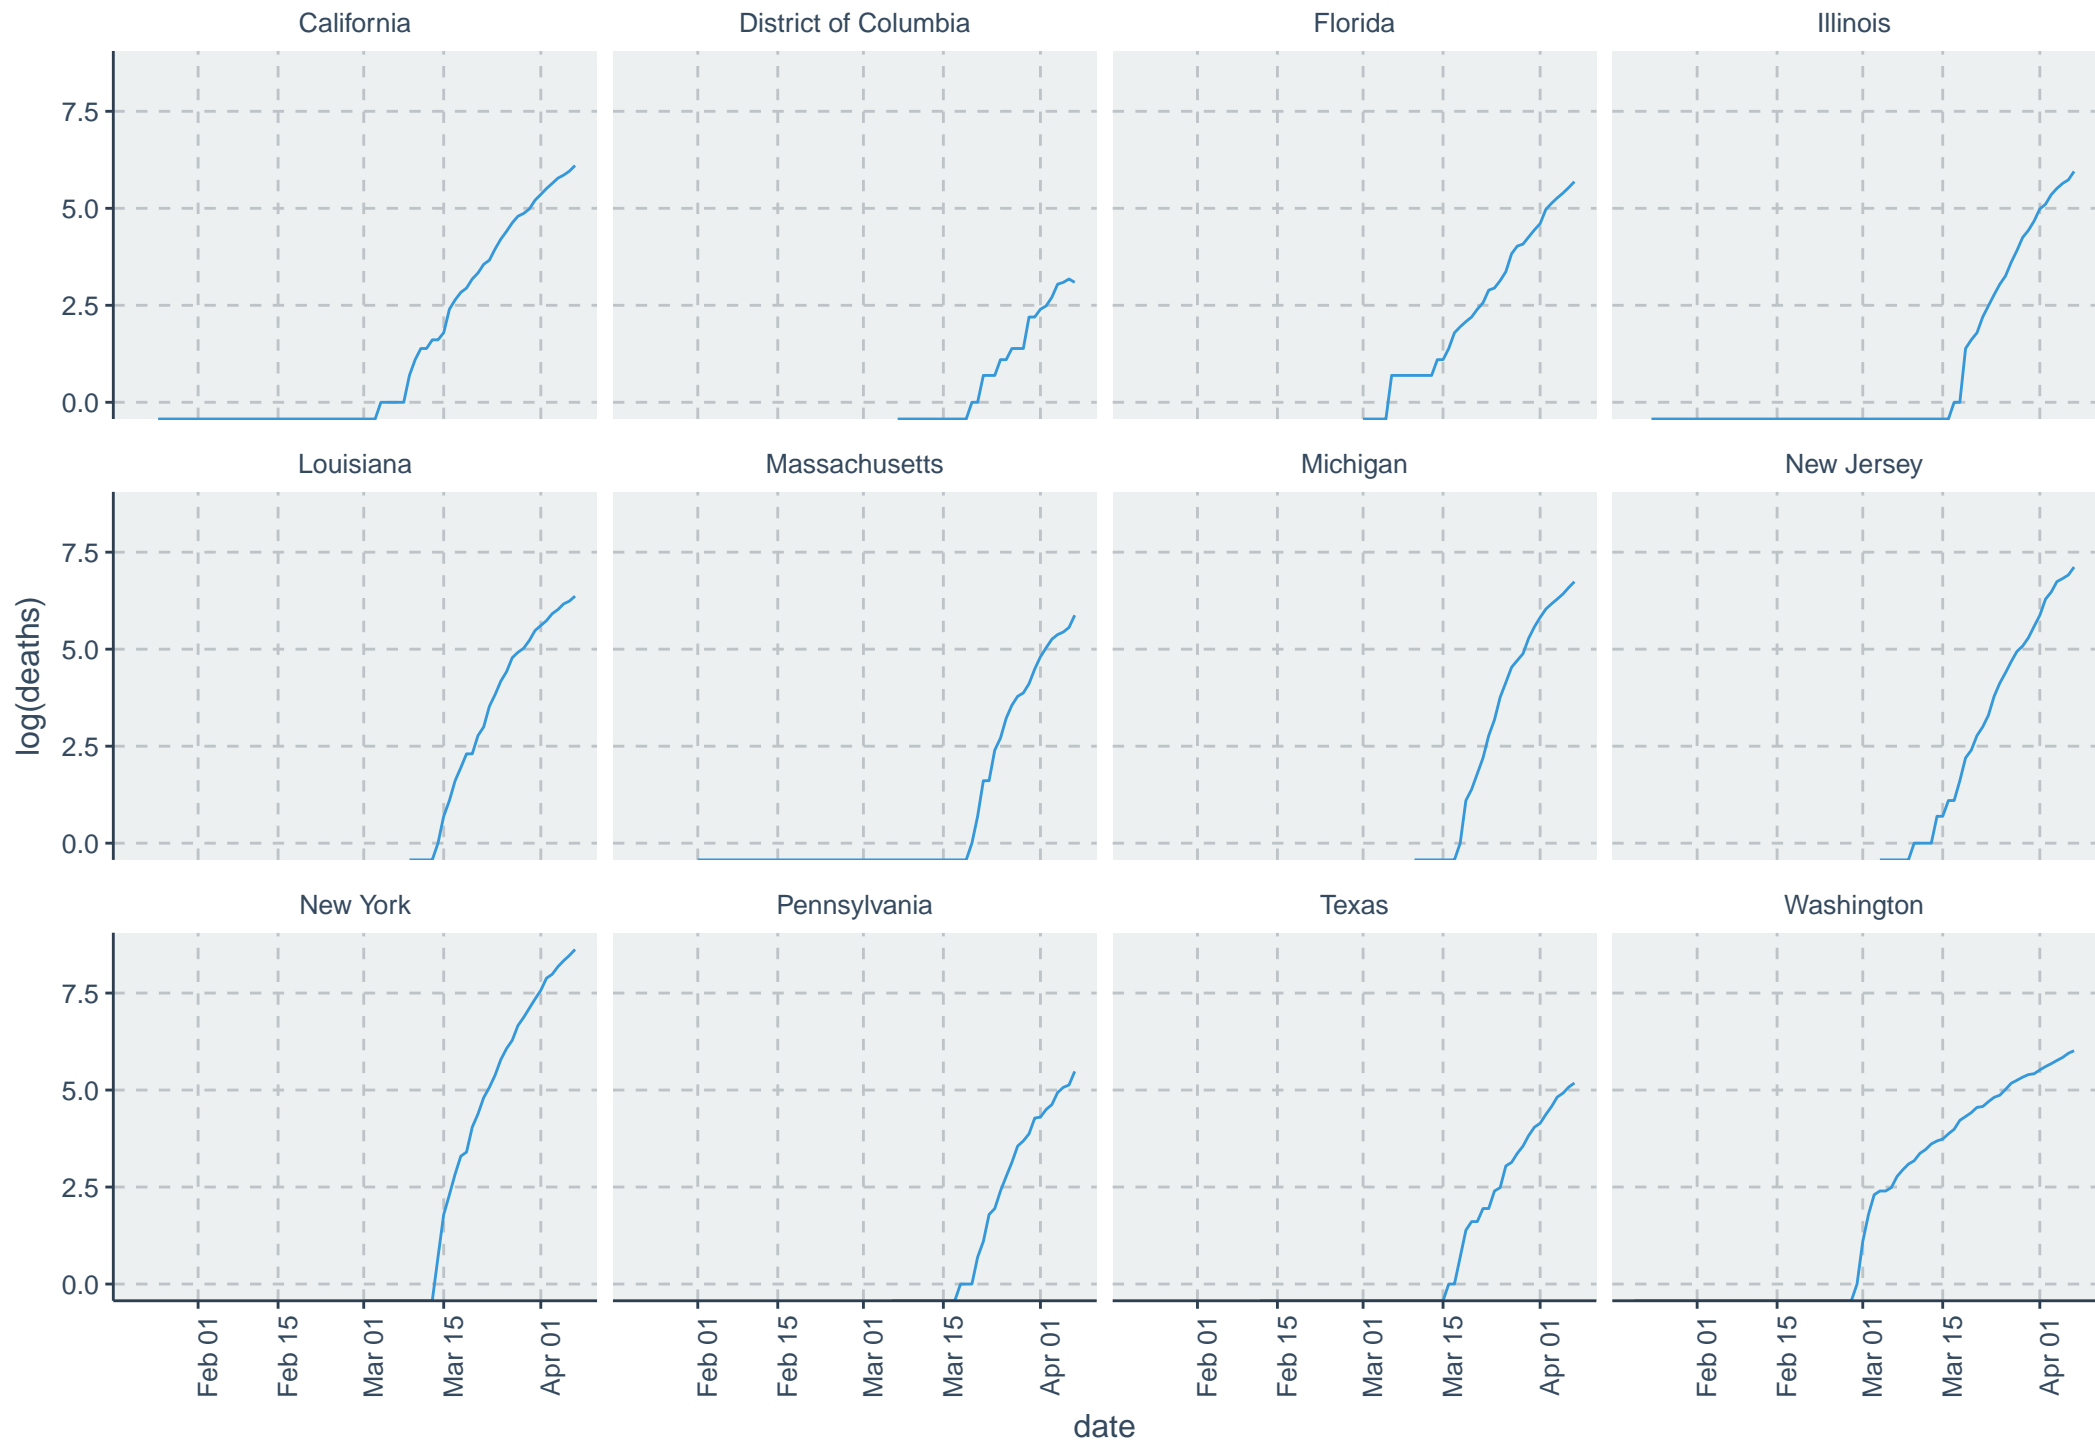 California
District of Columbia
Florida
Illinois
7.5
5.0
2.5
0.0
Louisiana
Massachusetts
Michigan
New Jersey
7.5
5.0
2.5
0.0
log(deaths)
New York
Pennsylvania
Texas
Washington
7.5
5.0
2.5
0.0
Feb 01
Feb 15
Mar 01
Mar 15
Apr 01
Feb 01
Feb 15
Mar 01
Mar 15
Apr 01
Feb 01
Feb 15
Mar 01
Mar 15
Apr 01
Feb 01
Feb 15
Mar 01
Mar 15
Apr 01
date